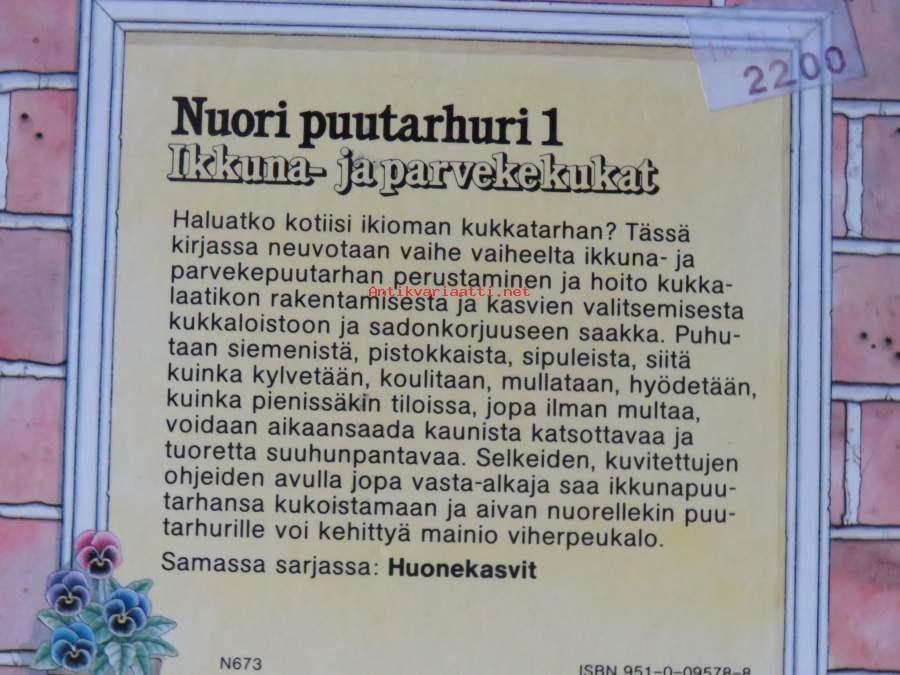 2200
Nuori puutarhuri 1
Ikkuna- ja parvekekukat
Haluatko kotiisi ikioman kukkatarhan? Tässä
kirjassa neuvotaan vaihe vaiheelta ikkuna- ja
parvekepuutarhan perustaminen ja hoito kukka-
Antikvariaatti.net
laatikon rakentamisesta ja kasvien valitsemisesta
kukkaloistoon ja sadonkorjuuseen saakka. Puhu-
taan siemenistä, pistokkaista, sipuleista, siitä
kuinka kylvetään, koulitaan, mullataan, hyödetään,
kuinka pienissäkin tiloissa, jopa ilman multaa,
voidaan aikaansaada kaunista katsottavaa ja
tuoretta suuhunpantavaa. Selkeiden, kuvitettujen
ohjeiden avulla jopa vasta-alkaja saa ikkunapuu-
tarhansa kukoistamaan ja aivan nuorellekin puu-
tarhurille voi kehittyä mainio viherpeukalo.
Samassa sarjassa: Huonekasvit
N673
ISBN 951-0-09578-8